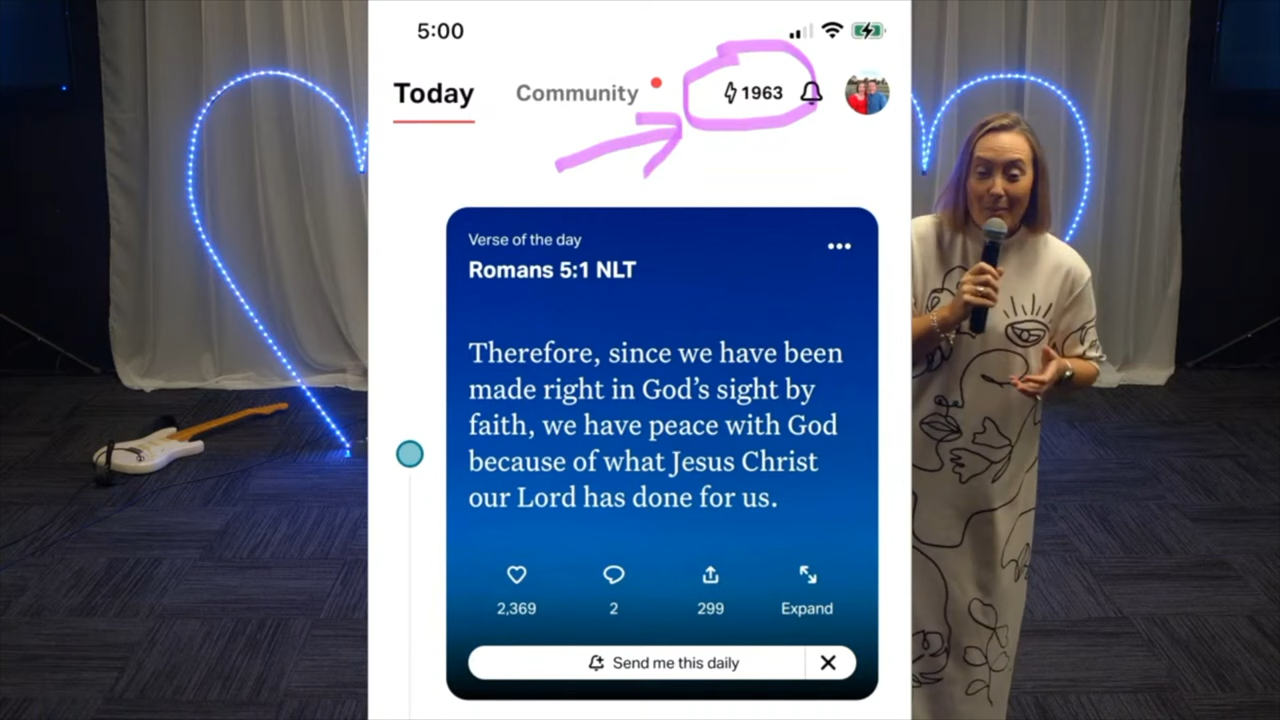 5:00
Today Community 1963
Verse of the day
Romans 5:1 NLT
Therefore, since we have been
made right in God's sight by
faith, we have peace with God
because of what Jesus Christ
our Lord has done for us.
2,369 2 299 Expand
Send me this daily